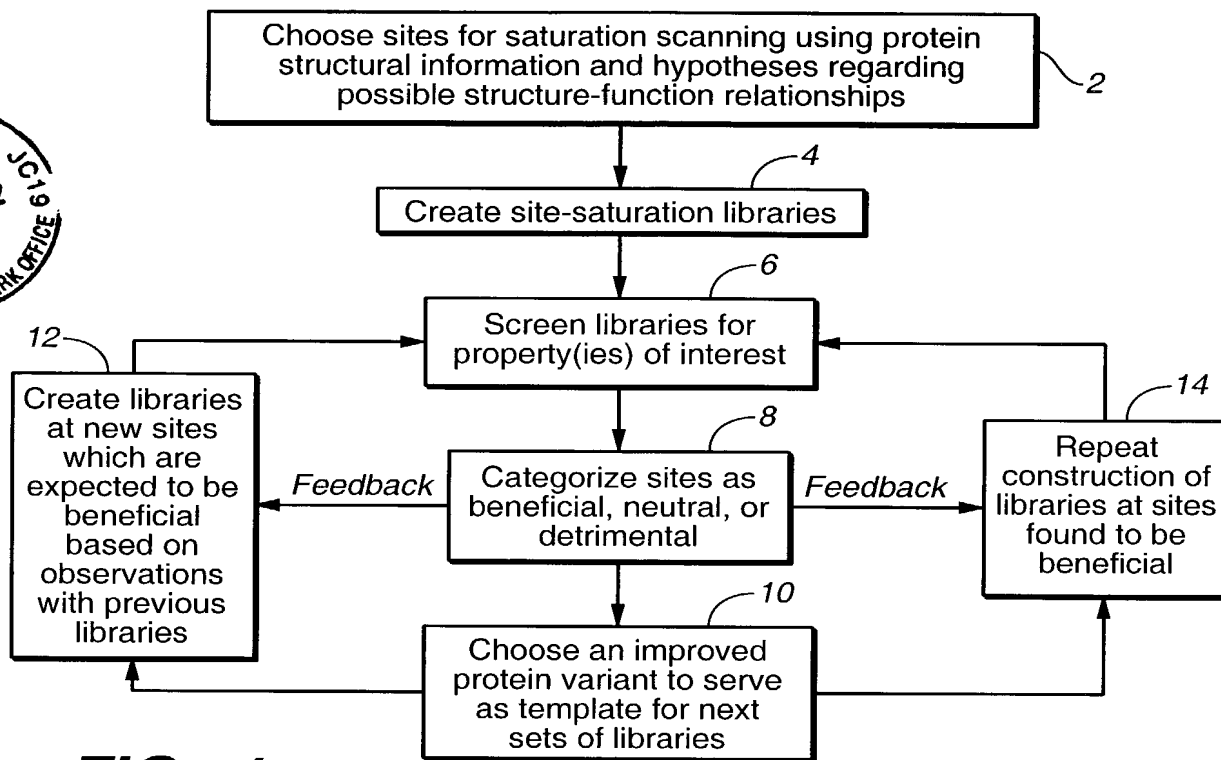 Choose sites for saturation scanning using protein
structural information and hypotheses regarding
possible structure-function relationships
2
JC19
OFFICE
4
Create site-saturation libraries
6
Screen libraries for
property(ies) of interest
12
Create libraries
at new sites
which are
expected to be
beneficial
based on
observations
with previous
libraries
8
Feedback
Categorize sites as
beneficial, neutral, or
detrimental
Feedback
14
Repeat
construction of
libraries at sites
found to be
beneficial
10
Choose an improved
protein variant to serve
as template for next
sets of libraries